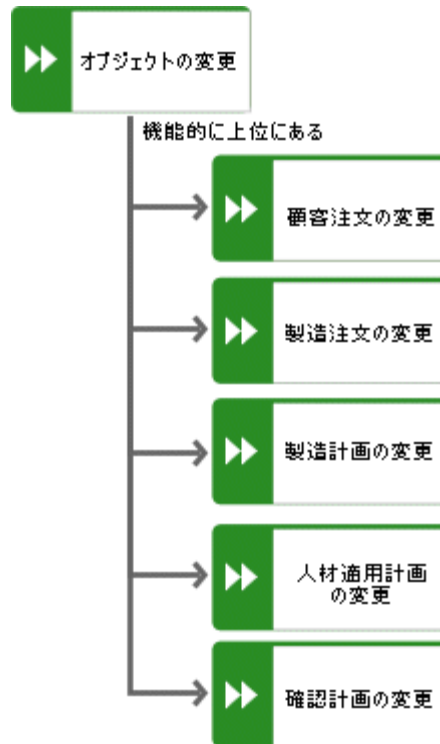 オブジェクトの変更
機能的に上位にある
顧客注文の変更
製造注文の変更
製造計画の変更
人材適用計画
の変更
確認計画の変更